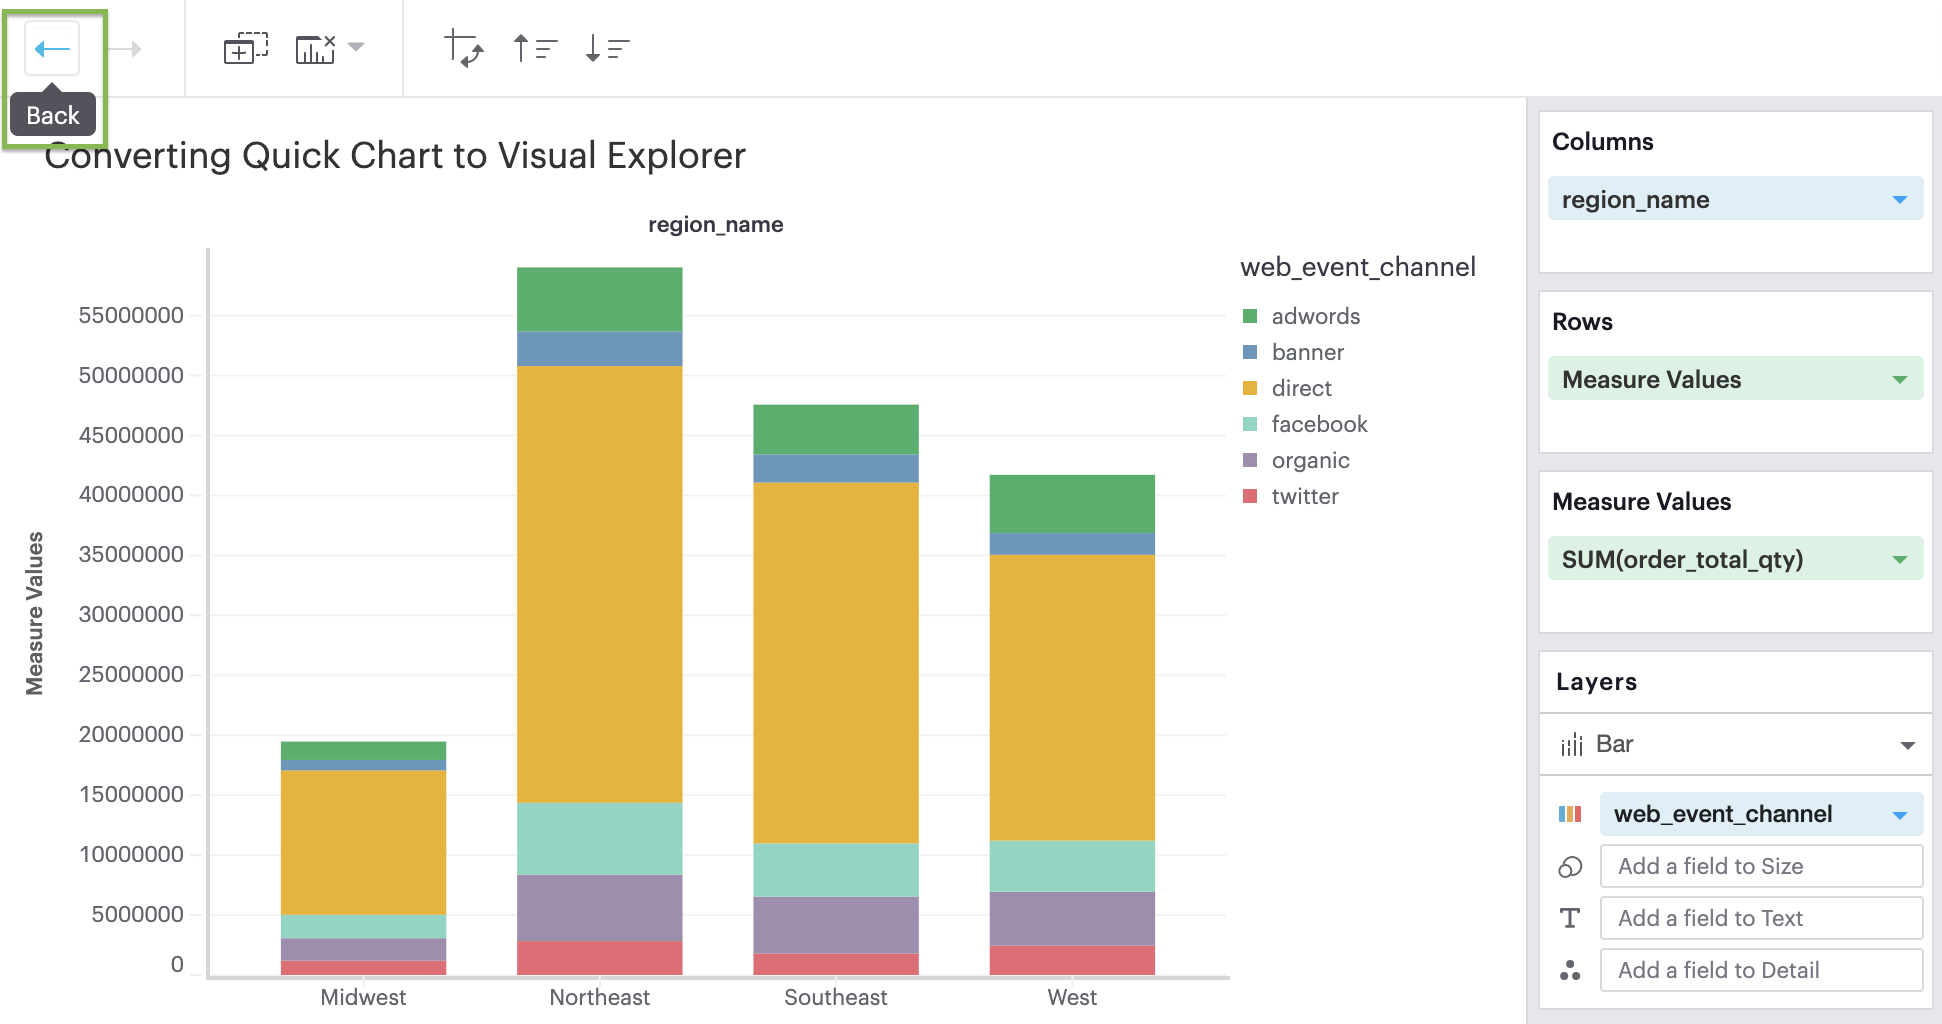 Back
Converting Quick Chart to Visual Explorer
region_name
Measure Values
55000000
50000000
45000000
40000000
35000000
30000000
25000000
20000000
15000000
10000000
5000000
0
Midwest
Northeast
Southeast
West
web_event_channel
adwords
banner
direct
facebook
organic
twitter
Columns
region_name
Rows
Measure Values
Measure Values
SUM(order_total_qty)
Layers
Bar
web_event_channel
Add a field to Size
T Add a field to Text
Add a field to Detail